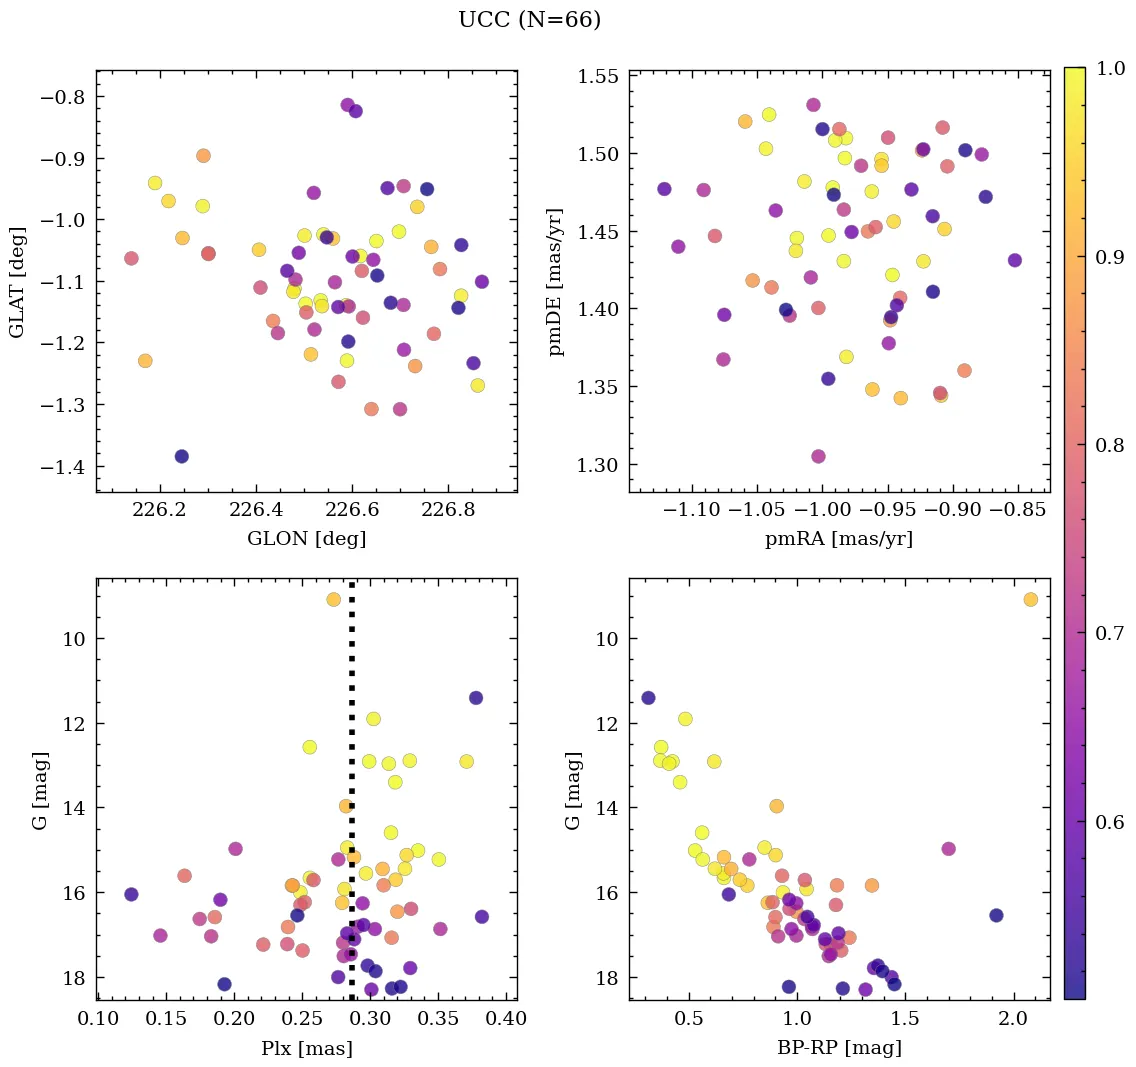 UCC (N=66)
−0.8
−0.9
−1.0
−1.1
−1.2
−1.3
−1.4
GLAT [deg]
226.2 226.4 226.6 226.8
GLON [deg]
1.55
1.50
1.45
1.40
1.35
1.30
pmDE [mas/yr]
−1.10 −1.05 −1.00 −0.95 −0.90 −0.85
pmRA [mas/yr]
1.0
0.9
0.8
0.7
0.6
10
12
14
16
18
G [mag]
0.10 0.15 0.20 0.25 0.30 0.35 0.40
Plx [mas]
10
12
14
16
18
G [mag]
0.5 1.0 1.5 2.0
BP-RP [mag]